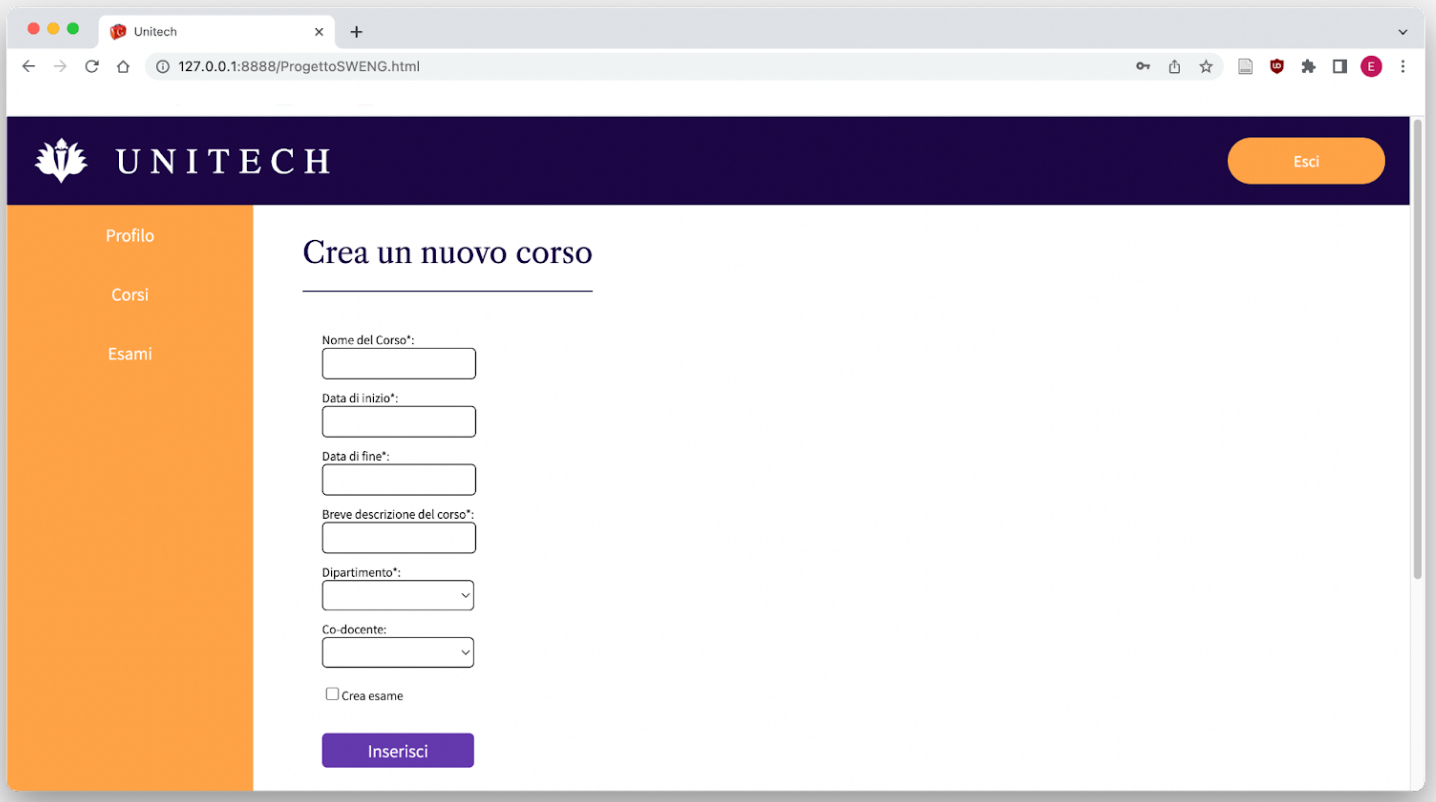 Unitech
127.0.0.1:8888/ProgettoSWENG.html
E
UNITECH
Esci
Profilo
Corsi
Esami
Crea un nuovo corso
Nome del Corso*:
Data di inizio*:
Data di fine*:
Breve descrizione del corso*:
Dipartimento*:
Co-docente:
Crea esame
Inserisci